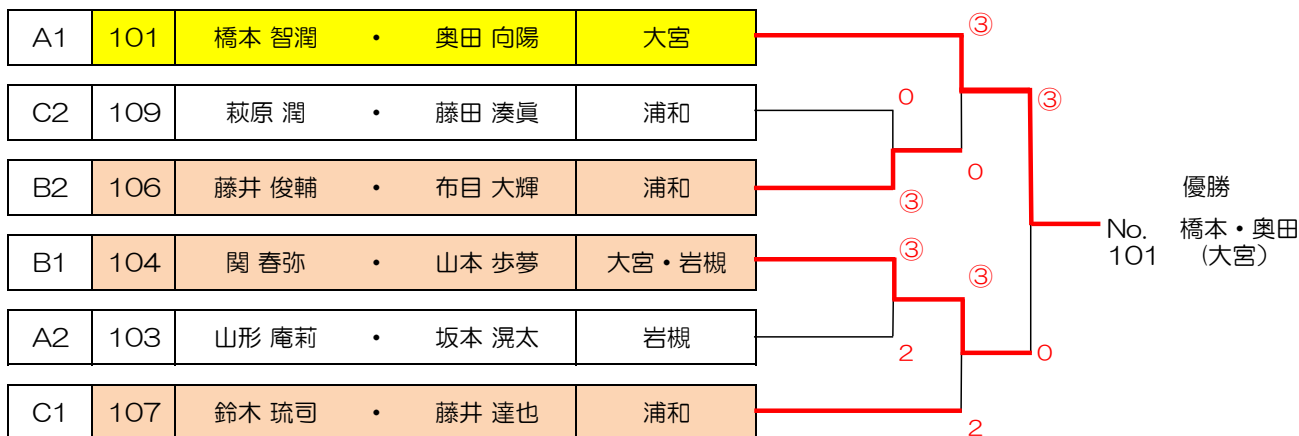 A1 101 橋本 智潤 ・ 奥田 向陽 大宮 ③
C2 109 萩原 潤 ・ 藤田 湊眞 浦和 0 ③
B2 106 藤井 俊輔 ・ 布目 大輝 浦和 ③ 0
優勝
No. 橋本・奥田
101 (大宮)
B1 104 関 春弥 ・ 山本 歩夢 大宮・岩槻 ③ ③
A2 103 山形 庵莉 ・ 坂本 滉太 岩槻 2 0
C1 107 鈴木 琉司 ・ 藤井 達也 浦和 2